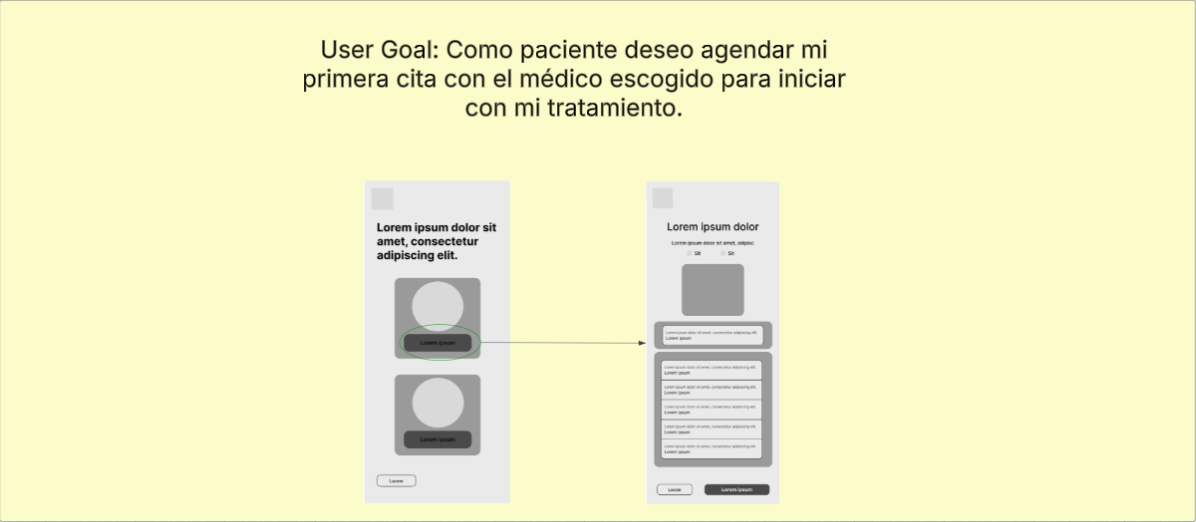 User Goal: Como paciente deseo agendar mi
primera cita con el médico escogido para iniciar
con mi tratamiento.
Lorem ipsum dolor sit
amet, consectetur
adipiscing elit.
Lorem ipsum
Lorem ipsum
Lorem
Lorem ipsum dolor
Lorem ipsum dolor sit amet, adipisc
Sit Sit
Lorem ipsum dolor sit amet, consectetur adipiscing elit.
Lorem ipsum
Lorem ipsum dolor sit amet, consectetur adipiscing elit.
Lorem ipsum
Lorem ipsum dolor sit amet, consectetur adipiscing elit.
Lorem ipsum
Lorem ipsum dolor sit amet, consectetur adipiscing elit.
Lorem ipsum
Lorem ipsum dolor sit amet, consectetur adipiscing elit.
Lorem ipsum
Lorem ipsum dolor sit amet, consectetur adipiscing elit.
Lorem ipsum
Lorem ipsum